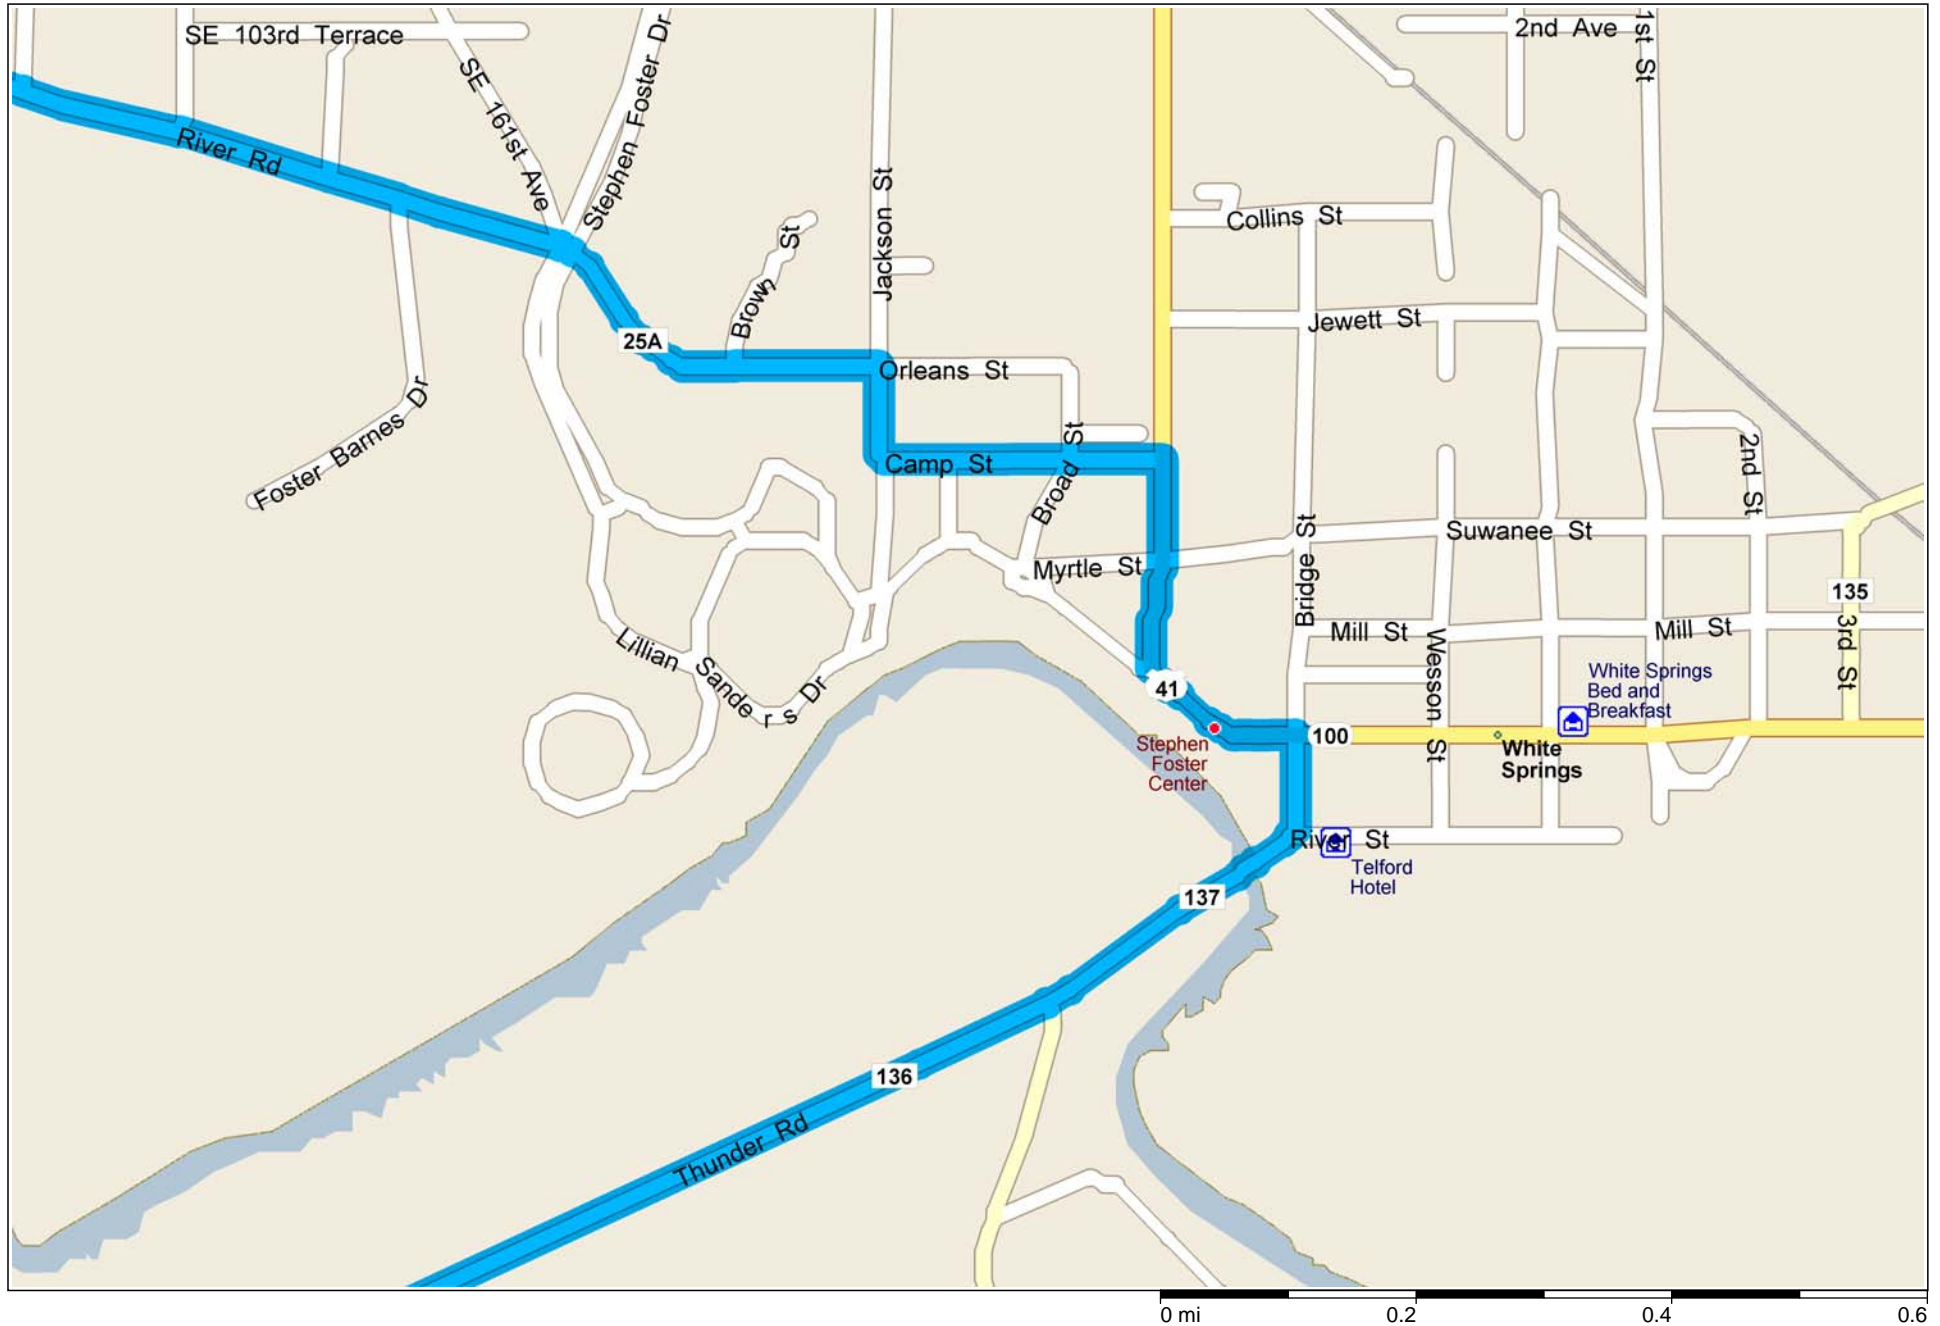 SE 103rd Terrace
2nd Ave
1st St
SE 161st Ave
Stephen Foster Dr
River Rd
Jackson St
Collins St
Brown St
Jewett St
25A
Orleans St
Foster Barnes Dr
Camp St
Broad St
2nd St
Suwanee St
Bridge St
Myrtle St
135
Mill St
Mill St
3rd St
Lillian Sanders Dr
Wesson St
White Springs
Bed and
Breakfast
41
100
Stephen
Foster
Center
White
Springs
River St
Telford
Hotel
137
136
Thunder Rd
0 mi 0.2 0.4 0.6